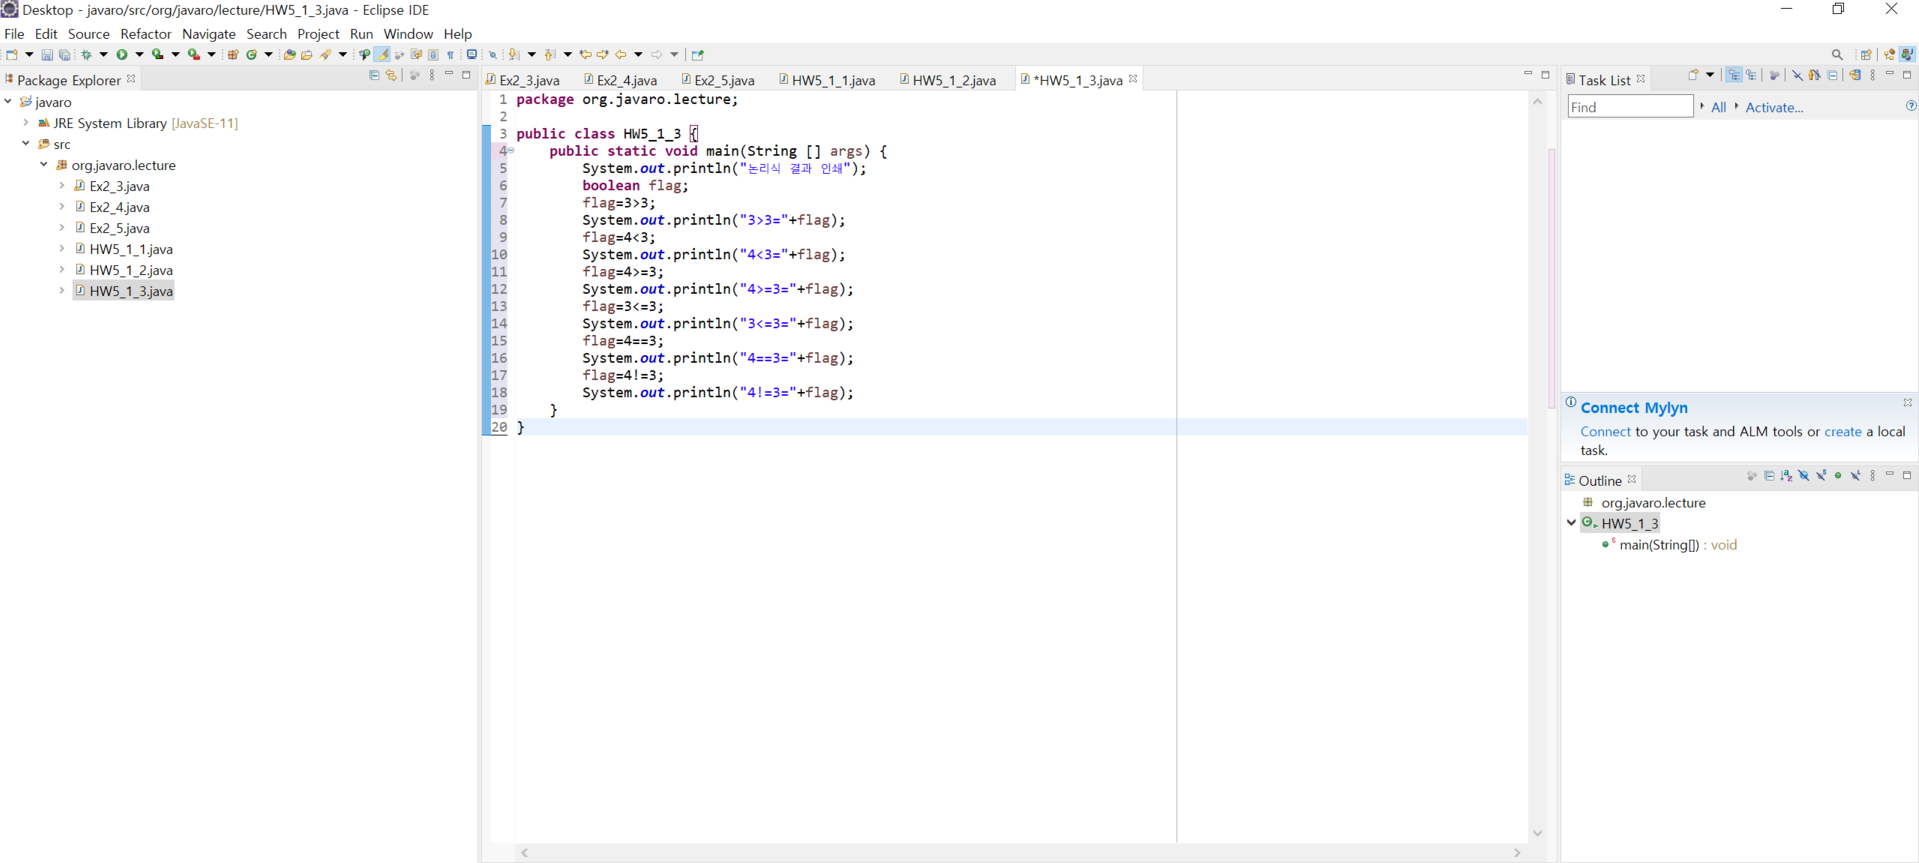 Desktop - javaro/src/org/javaro/lecture/HW5_1_3.java - Eclipse IDE
File Edit Source Refactor Navigate Search Project Run Window Help
Package Explorer
javaro
JRE System Library [JavaSE-11]
src
org.javaro.lecture
Ex2_3.java
Ex2_4.java
Ex2_5.java
HW5_1_1.java
HW5_1_2.java
HW5_1_3.java
Ex2_3.java Ex2_4.java Ex2_5.java HW5_1_1.java HW5_1_2.java *HW5_1_3.java
1 package org.javaro.lecture;
2
3 public class HW5_1_3 {
4 public static void main(String [] args) {
5 System.out.println("논리식 결과 인쇄");
6 boolean flag;
7 flag=3>3;
8 System.out.println("3>3="+flag);
9 flag=4<3;
10 System.out.println("4<3="+flag);
11 flag=4>=3;
12 System.out.println("4>=3="+flag);
13 flag=3<=3;
14 System.out.println("3<=3="+flag);
15 flag=4==3;
16 System.out.println("4==3="+flag);
17 flag=4!=3;
18 System.out.println("4!=3="+flag);
19 }
20 }
Task List
Find All Activate...
Connect Mylyn
Connect to your task and ALM tools or create a local
task.
Outline
org.javaro.lecture
HW5_1_3
main(String[]) : void